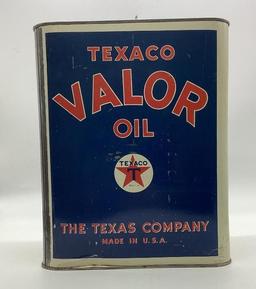 TEXACO
VALOR
OIL
TEXACO
T
THE TEXAS COMPANY
MADE IN U.S.A.